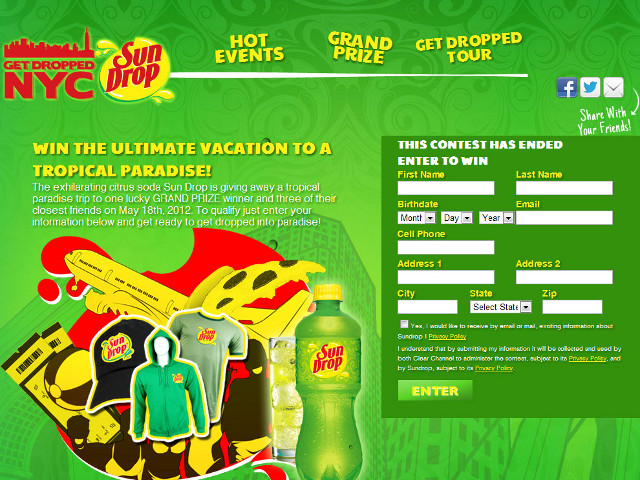 GET DROPPED
NYC
Sun
Drop
HOT
EVENTS
GRAND
PRIZE
GET DROPPED
TOUR
Share With
Your Friends!
WIN THE ULTIMATE VACATION TO A
TROPICAL PARADISE!
The exhilarating citrus soda Sun Drop is giving away a tropical
paradise trip to one lucky GRAND PRIZE winner and three of their
closest friends on May 18th, 2012. To qualify just enter your
information below and get ready to get dropped into paradise!
THIS CONTEST HAS ENDED
ENTER TO WIN
First Name Last Name
Birthdate Email
Month Day Year
Cell Phone
Address 1 Address 2
City State Zip
Select State
Yes, I would like to receive by email or mail, exciting information about
Sundrop ! Privacy Policy
I understand that by submitting my information it will be collected and used by
both Clear Channel to administer the contest, subject to its Privacy Policy, and
by Sundrop, subject to its Privacy Policy.
ENTER
Sun
Drop
Sun
Drop
Sun
Drop
Sun
Drop